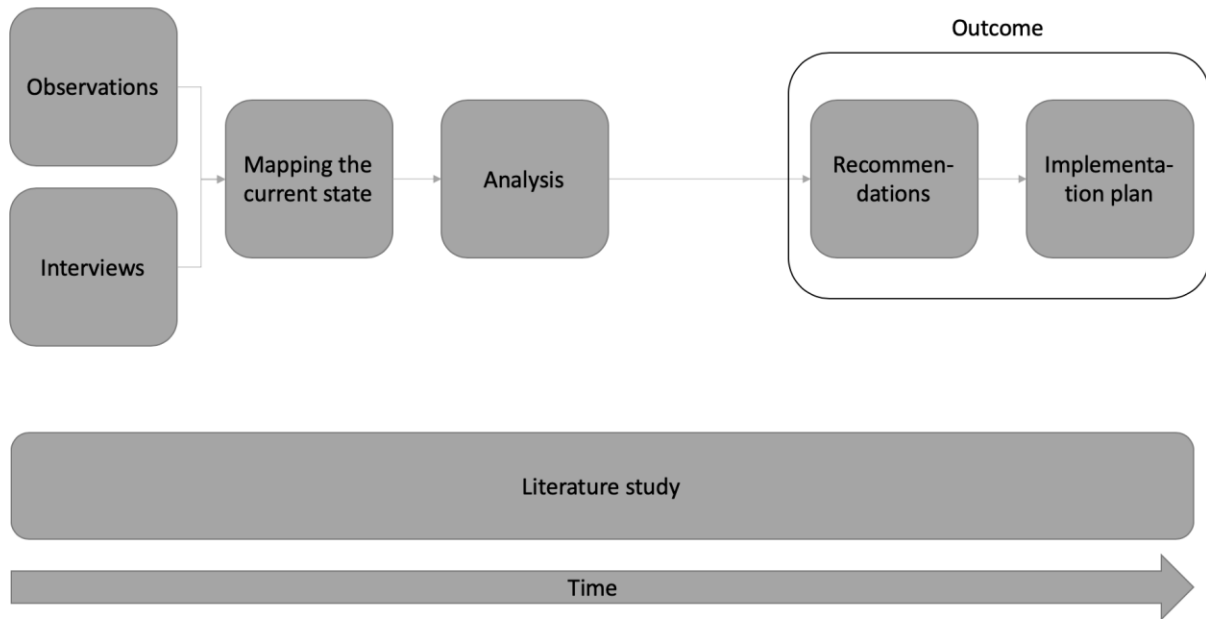 Outcome
Observations
Interviews
Mapping the
current state
Analysis
Recommen-
dations
Implementa-
tion plan
Literature study
Time